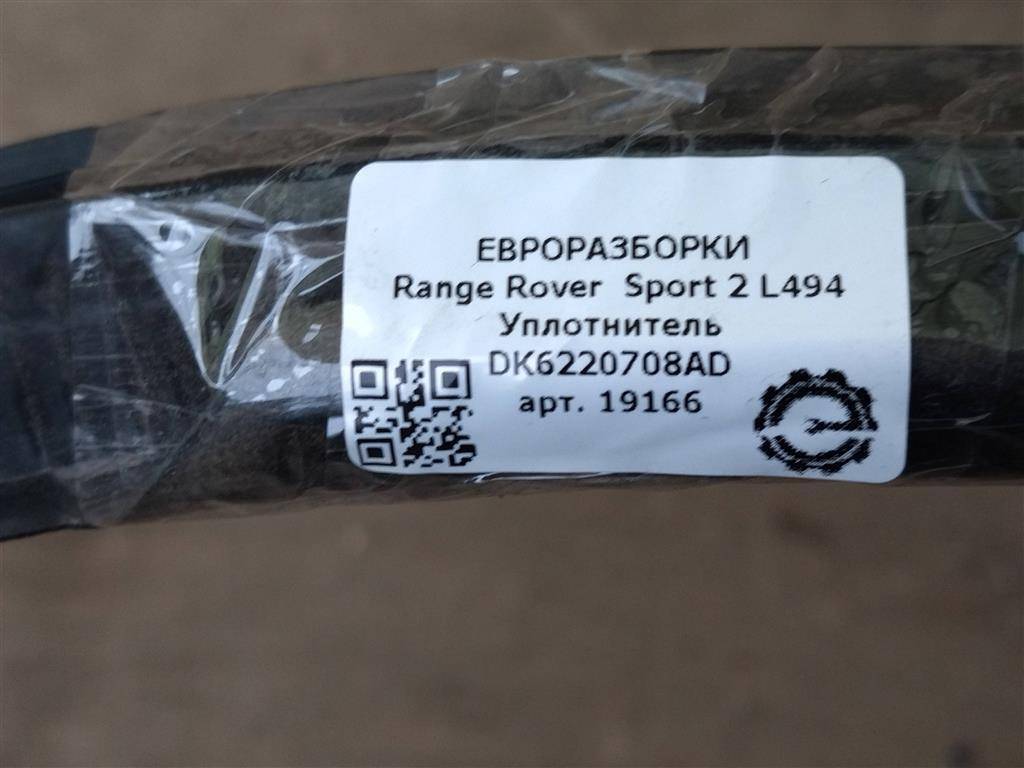 ЕВРОРАЗБОРКИ
Range Rover Sport 2 L494
Уплотнитель
DK6220708AD
арт. 19166